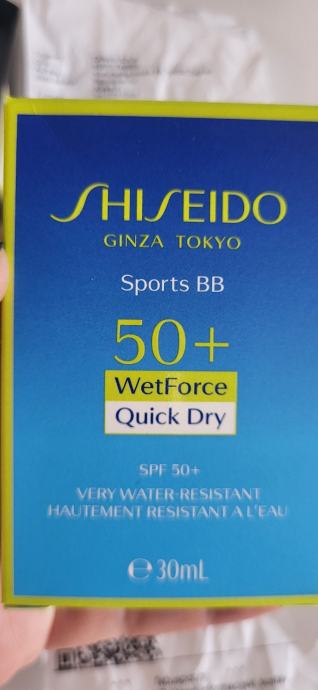 SHISEIDO
GINZA TOKYO
Sports BB
50+
WetForce
Quick Dry
SPF 50+
VERY WATER-RESISTANT
HAUTEMENT RESISTANT A L'EAU
℮ 30mL